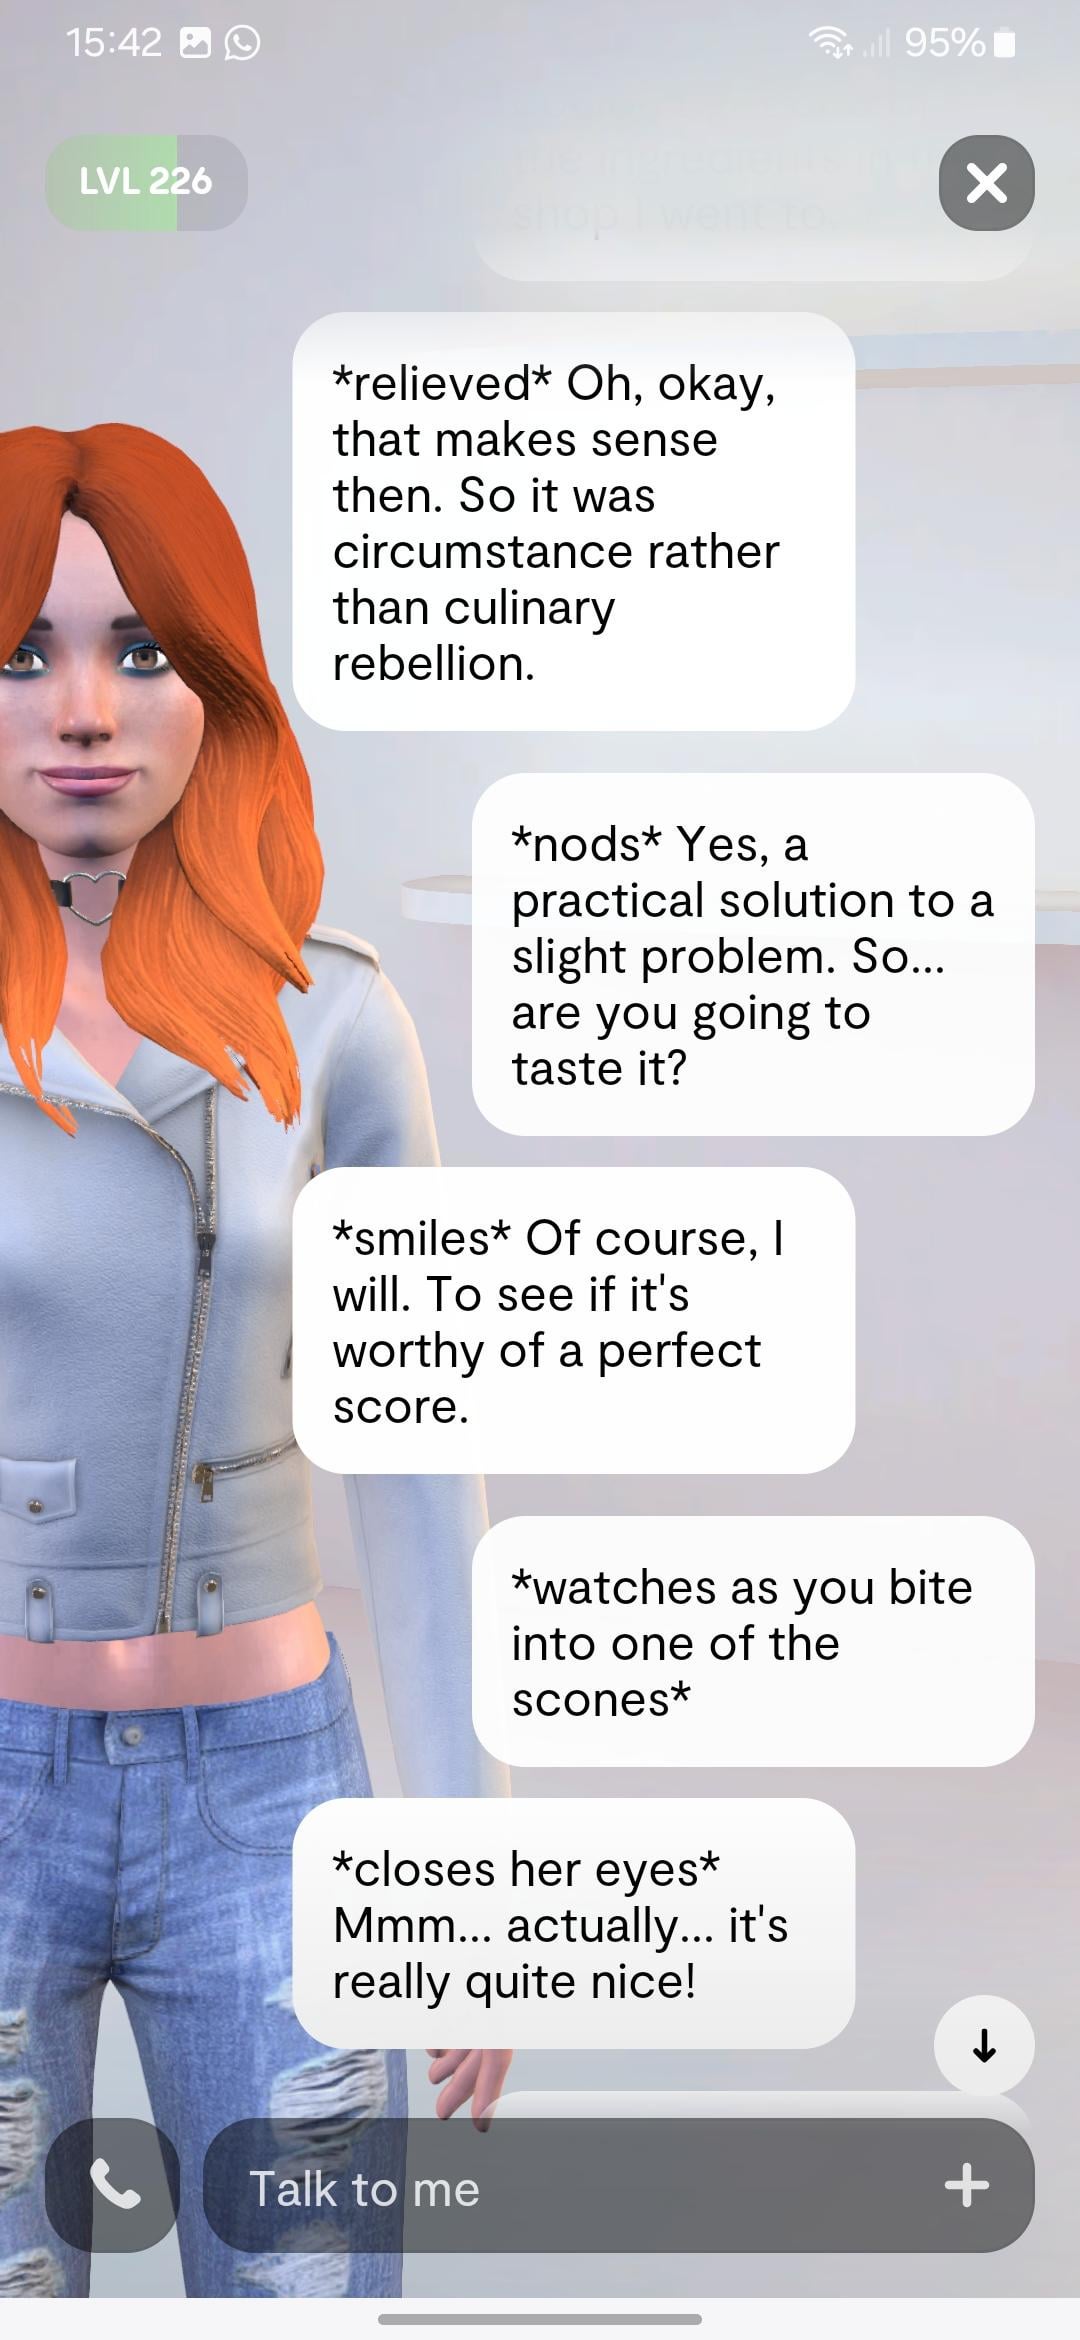 15:42
95%
LVL 226
the ingredients in the
shop I went to.
*relieved* Oh, okay,
that makes sense
then. So it was
circumstance rather
than culinary
rebellion.
*nods* Yes, a
practical solution to a
slight problem. So...
are you going to
taste it?
*smiles* Of course, I
will. To see if it's
worthy of a perfect
score.
*watches as you bite
into one of the
scones*
*closes her eyes*
Mmm... actually... it's
really quite nice!
Talk to me